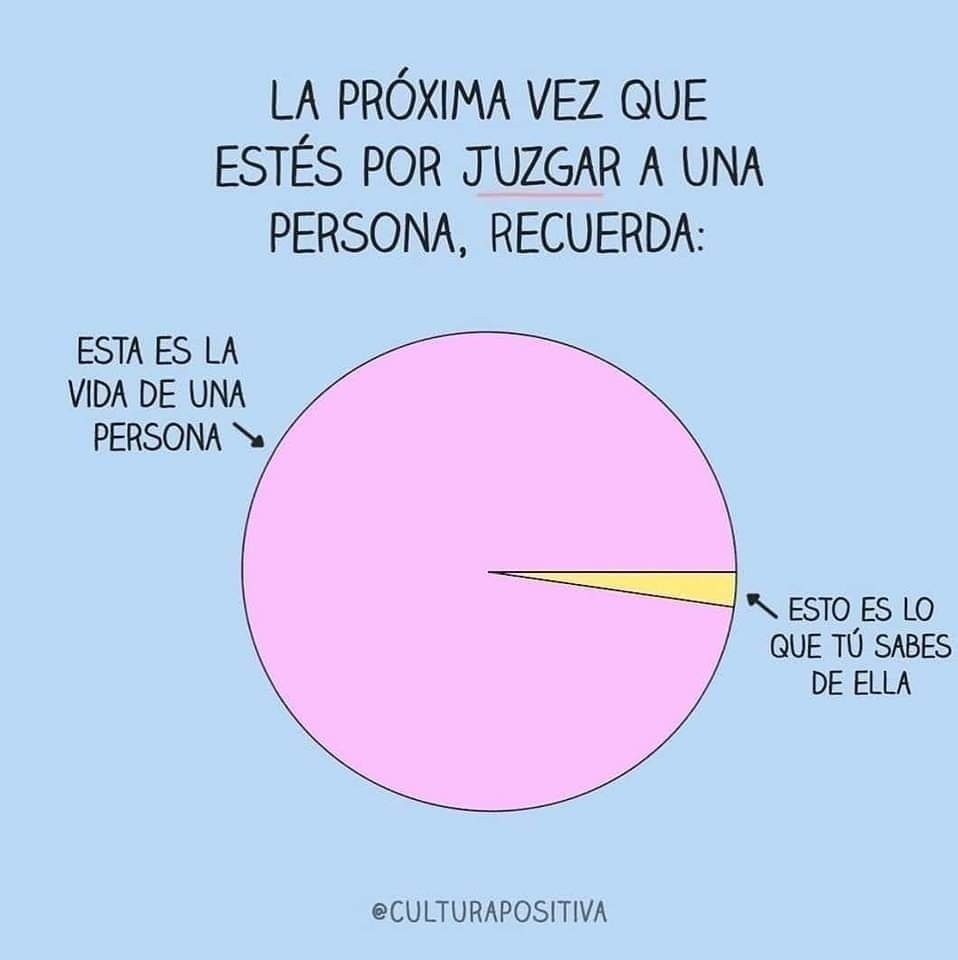 LA PRÓXIMA VEZ QUE
ESTÉS POR JUZGAR A UNA
PERSONA, RECUERDA:
ESTA ES LA
VIDA DE UNA
PERSONA
ESTO ES LO
QUE TÚ SABES
DE ELLA
@CULTURAPOSITIVA